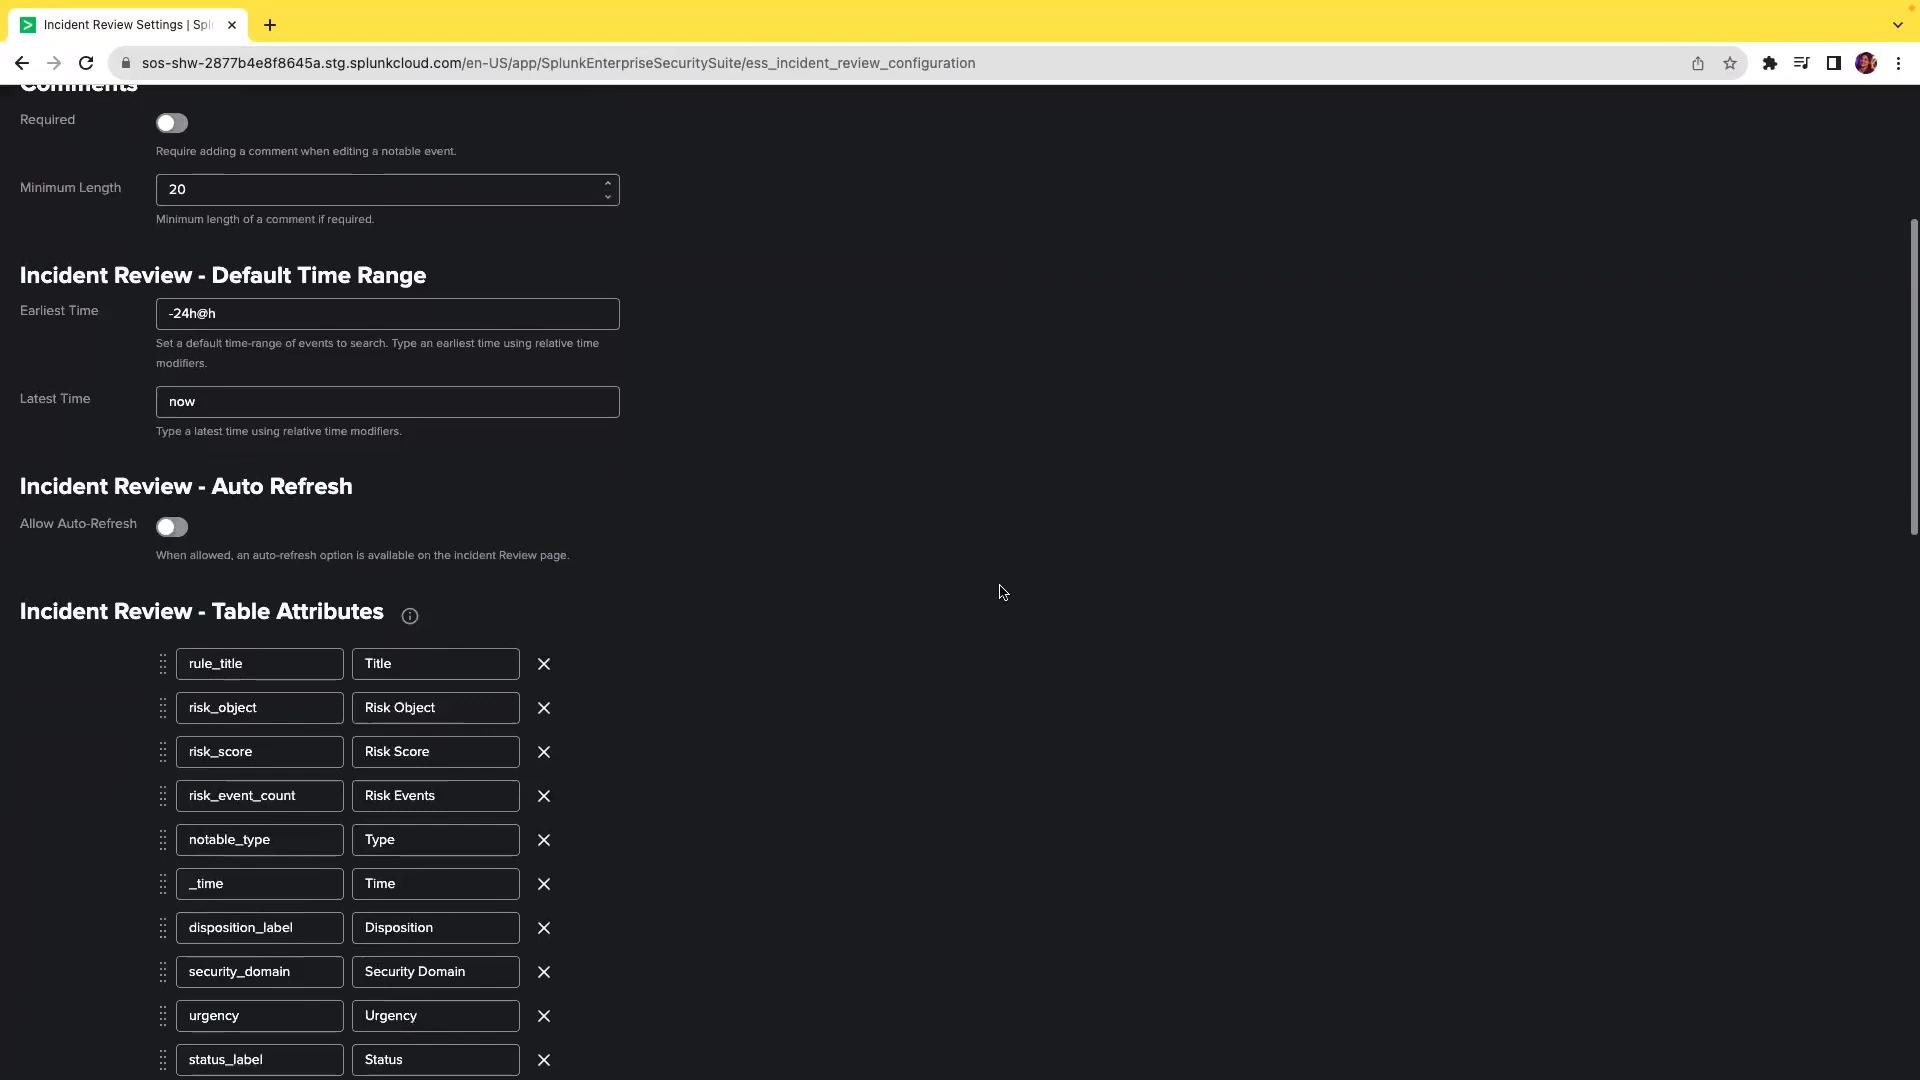 Incident Review Settings | Spl
sos-shw-2877b4e8f8645a.stg.splunkcloud.com/en-US/app/SplunkEnterpriseSecuritySuite/ess_incident_review_configuration
Comments
Required
Require adding a comment when editing a notable event.
Minimum Length
20
Minimum length of a comment if required.
Incident Review - Default Time Range
Earliest Time
-24h@h
Set a default time-range of events to search. Type an earliest time using relative time
modifiers.
Latest Time
now
Type a latest time using relative time modifiers.
Incident Review - Auto Refresh
Allow Auto-Refresh
When allowed, an auto-refresh option is available on the Incident Review page.
Incident Review - Table Attributes
rule_title Title
risk_object Risk Object
risk_score Risk Score
risk_event_count Risk Events
notable_type Type
_time Time
disposition_label Disposition
security_domain Security Domain
urgency Urgency
status_label Status